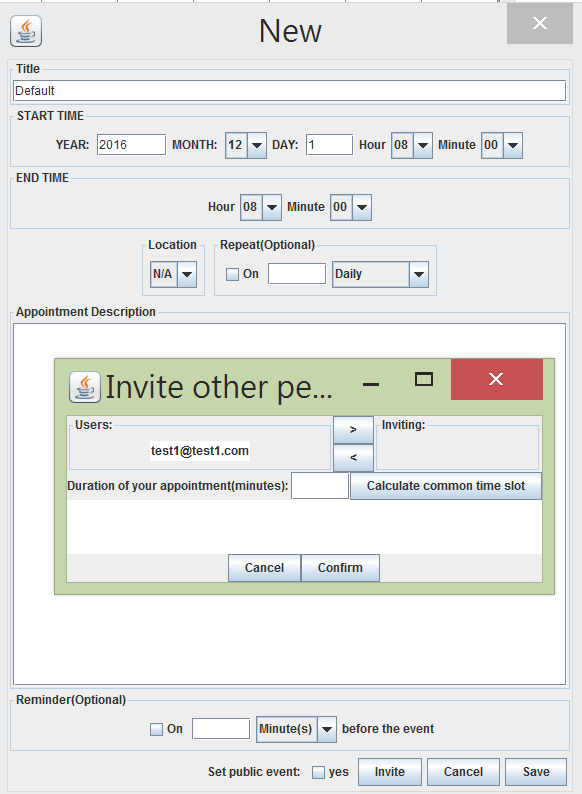 New
Title
Default
START TIME
YEAR: 2016 MONTH: 12 DAY: 1 Hour 08 Minute 00
END TIME
Hour 08 Minute 00
Location Repeat(Optional)
N/A On Daily
Appointment Description
Invite other pe...
Users: > Inviting:
test1@test1.com <
Duration of your appointment(minutes): Calculate common time slot
Cancel Confirm
Reminder(Optional)
On Minute(s) before the event
Set public event: yes Invite Cancel Save